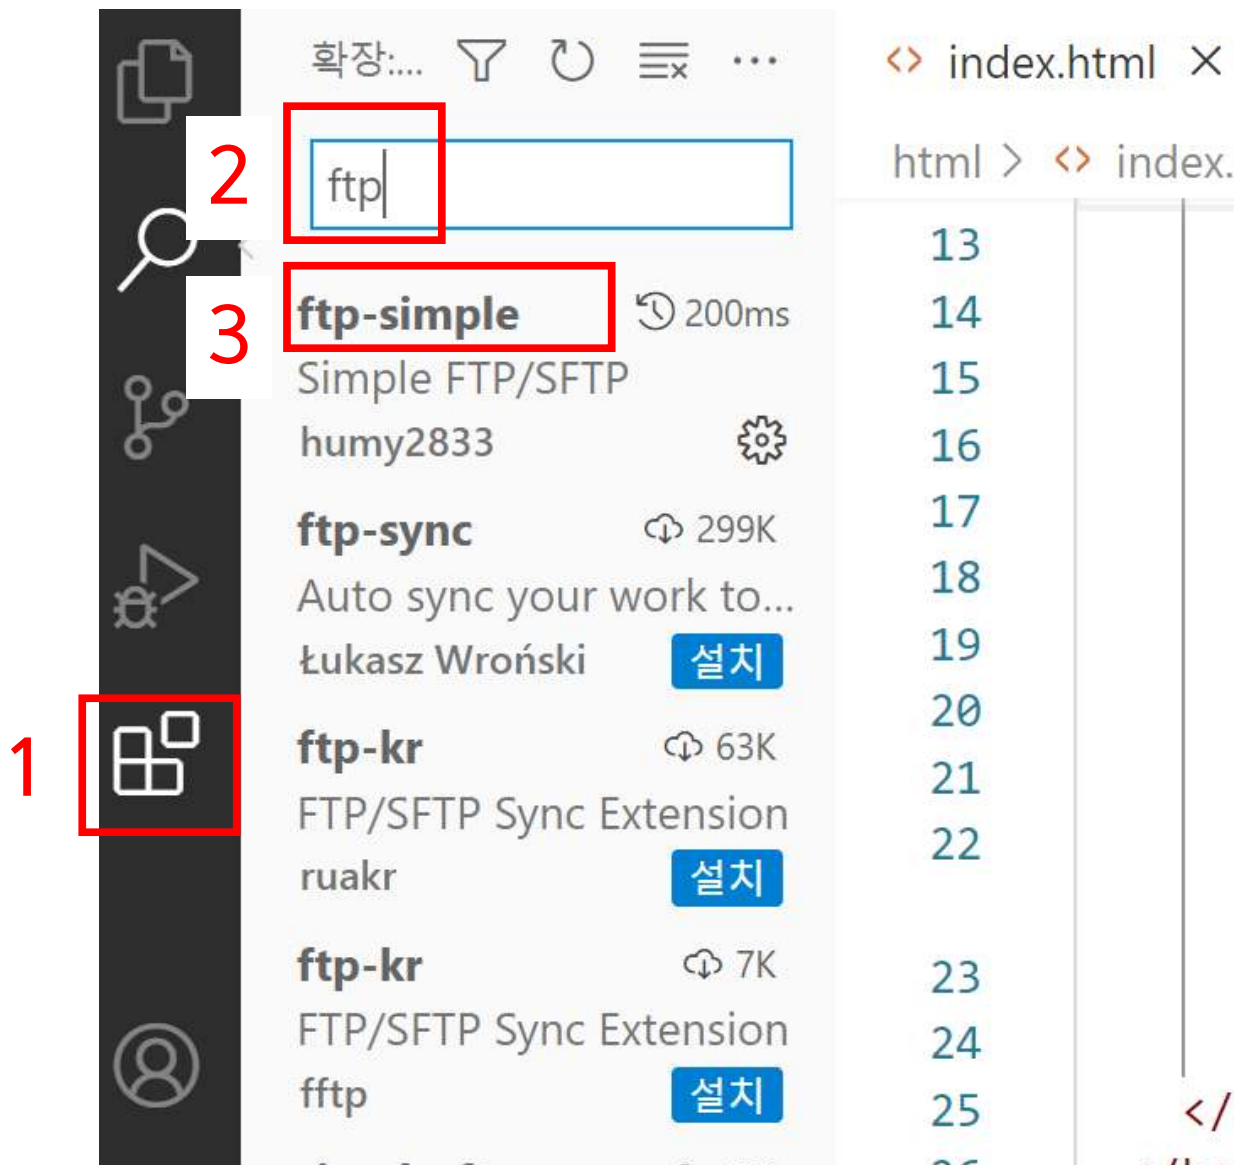 확장:...
index.html
2
ftp
html > index.
3
ftp-simple 200ms
Simple FTP/SFTP
humy2833
ftp-sync 299K
Auto sync your work to...
Łukasz Wroński 설치
1
ftp-kr 63K
FTP/SFTP Sync Extension
ruakr 설치
ftp-kr 7K
FTP/SFTP Sync Extension
fftp 설치
13
14
15
16
17
18
19
20
21
22
23
24
25 </